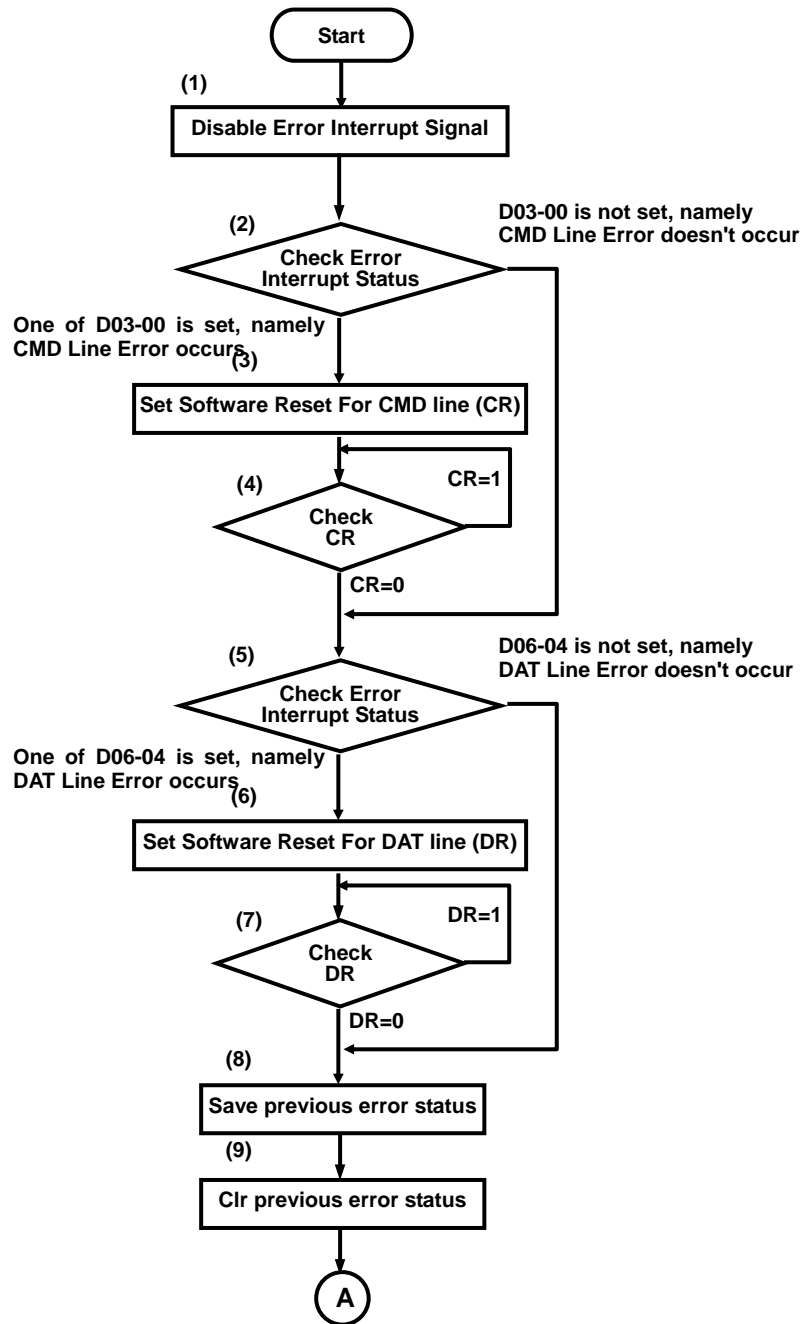 Start
(1)
Disable Error Interrupt Signal
D03-00 is not set, namely
CMD Line Error doesn't occur
(2)
Check Error
Interrupt Status
One of D03-00 is set, namely
CMD Line Error occurs
(3)
Set Software Reset For CMD line (CR)
CR=1
(4)
Check
CR
CR=0
D06-04 is not set, namely
DAT Line Error doesn't occur
(5)
Check Error
Interrupt Status
One of D06-04 is set, namely
DAT Line Error occurs
(6)
Set Software Reset For DAT line (DR)
DR=1
(7)
Check
DR
DR=0
(8)
Save previous error status
(9)
Clr previous error status
A